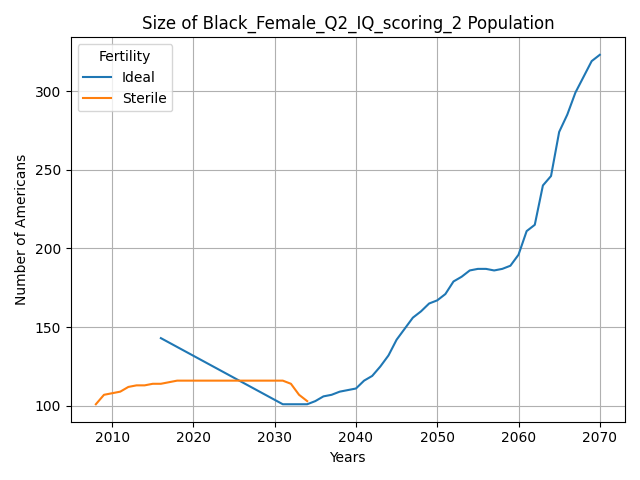 Size of Black_Female_Q2_IQ_scoring_2 Population
Fertility
Ideal
Sterile
Number of Americans
300
250
200
150
100
2010 2020 2030 2040 2050 2060 2070
Years